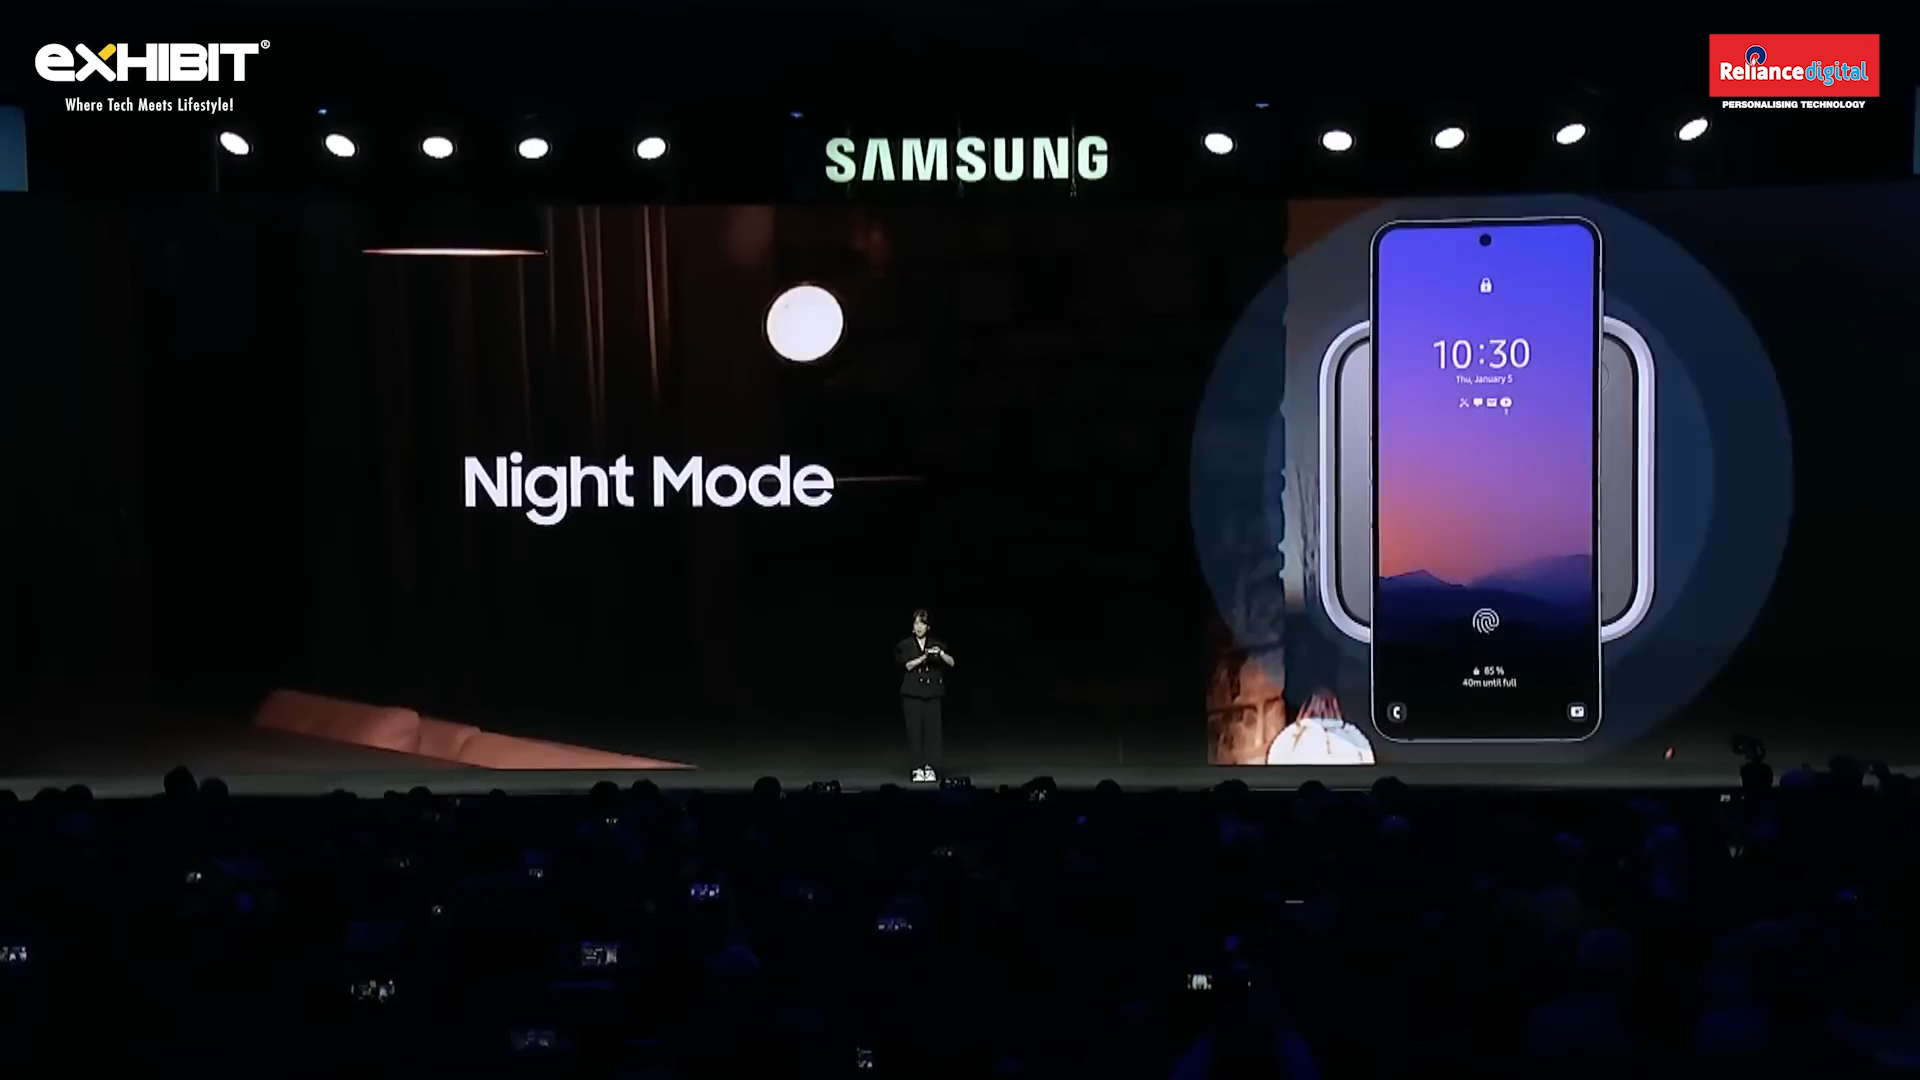 eXHIBIT®
Where Tech Meets Lifestyle!
Reliance digital
PERSONALISING TECHNOLOGY
SAMSUNG
Night Mode
10:30
Thu, January 5
85%
40m until full